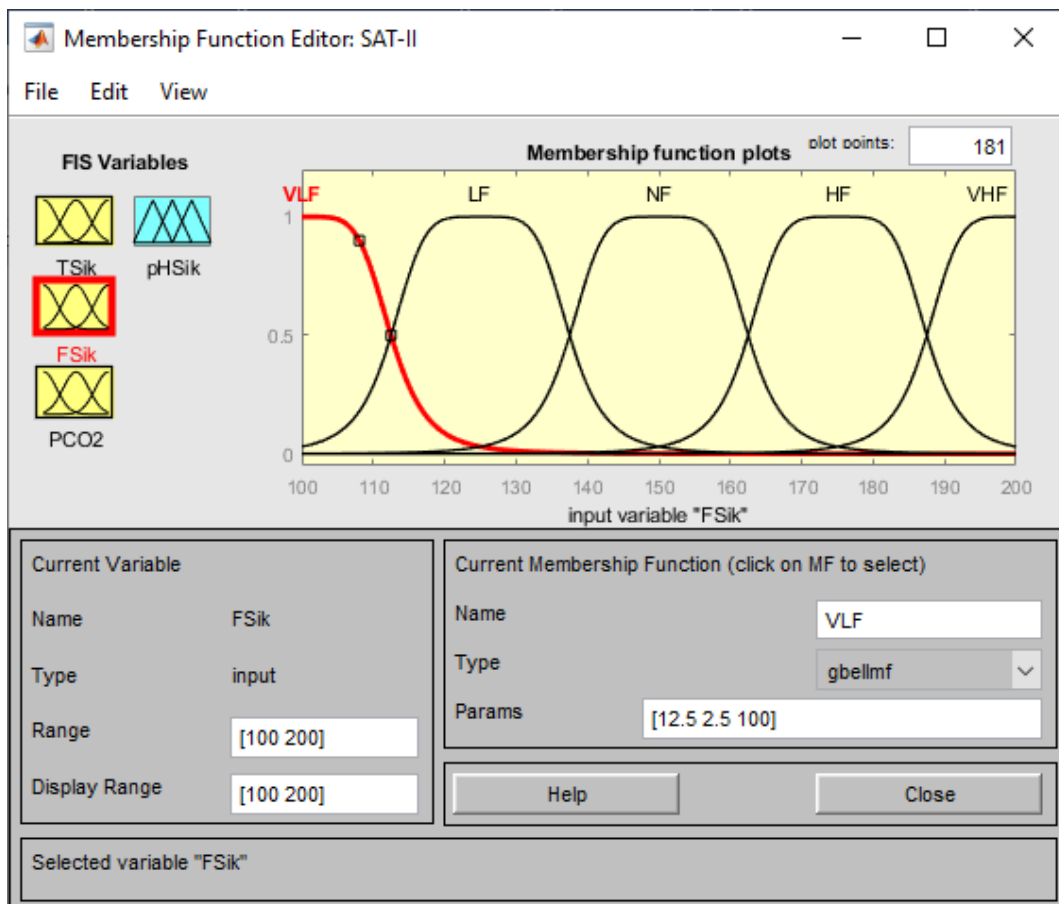 Membership Function Editor: SAT-II
File Edit View
FIS Variables
TSik pHSik
FSik
PCO2
Membership function plots plot points: 181
VLF LF NF HF VHF
1
0.5
0
100 110 120 130 140 150 160 170 180 190 200
input variable "FSik"
Current Variable
Name FSik
Type input
Range [100 200]
Display Range [100 200]
Current Membership Function (click on MF to select)
Name VLF
Type gbellmf
Params [12.5 2.5 100]
Help Close
Selected variable "FSik"